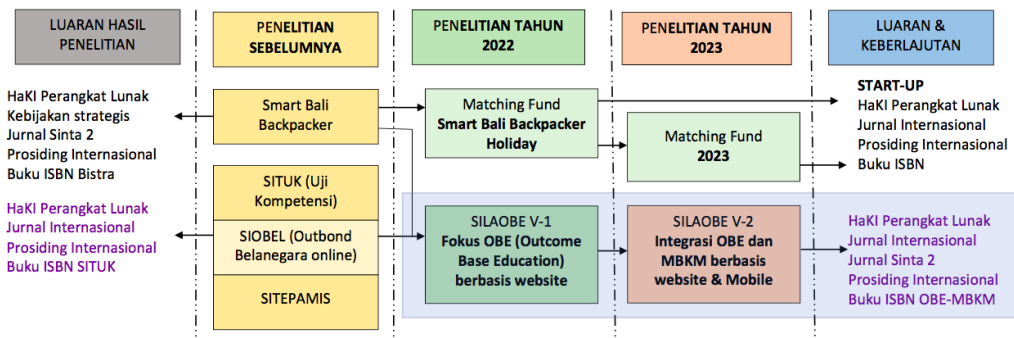 LUARAN HASIL
PENELITIAN
PENELITIAN
SEBELUMNYA
PENELITIAN TAHUN
2022
PENELITIAN TAHUN
2023
LUARAN &
KEBERLAJUTAN
HaKI Perangkat Lunak
Kebijakan strategis
Jurnal Sinta 2
Prosiding Internasional
Buku ISBN Bistra
Smart Bali
Backpacker
Matching Fund
Smart Bali Backpacker
Holiday
Matching Fund
2023
START-UP
HaKI Perangkat Lunak
Jurnal Internasional
Prosiding Internasional
Buku ISBN
HaKI Perangkat Lunak
Jurnal Internasional
Prosiding Internasional
Buku ISBN SITUK
SITUK (Uji
Kompetensi)
SIOBEL (Outbond
Belanegara online)
SITEPAMIS
SILAOBE V-1
Fokus OBE (Outcome
Base Education)
berbasis website
SILAOBE V-2
Integrasi OBE dan
MBKM berbasis
website & Mobile
HaKI Perangkat Lunak
Jurnal Internasional
Jurnal Sinta 2
Prosiding Internasional
Buku ISBN OBE-MBKM